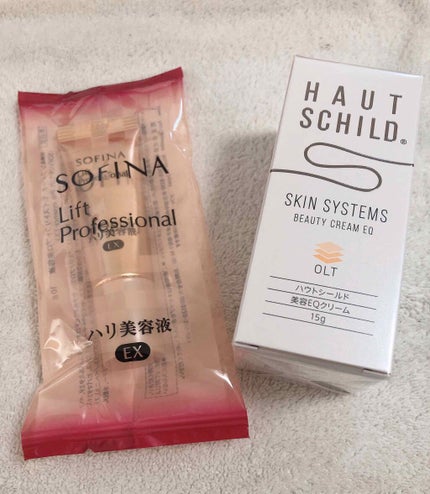 SOFINA
SOFINA
Lift
Professional
ハリ美容液
EX
ハリ美容液
EX
HAUT
SCHILD®
SKIN SYSTEMS
BEAUTY CREAM EQ
OLT
ハウトシールド
美容EQクリーム
15g